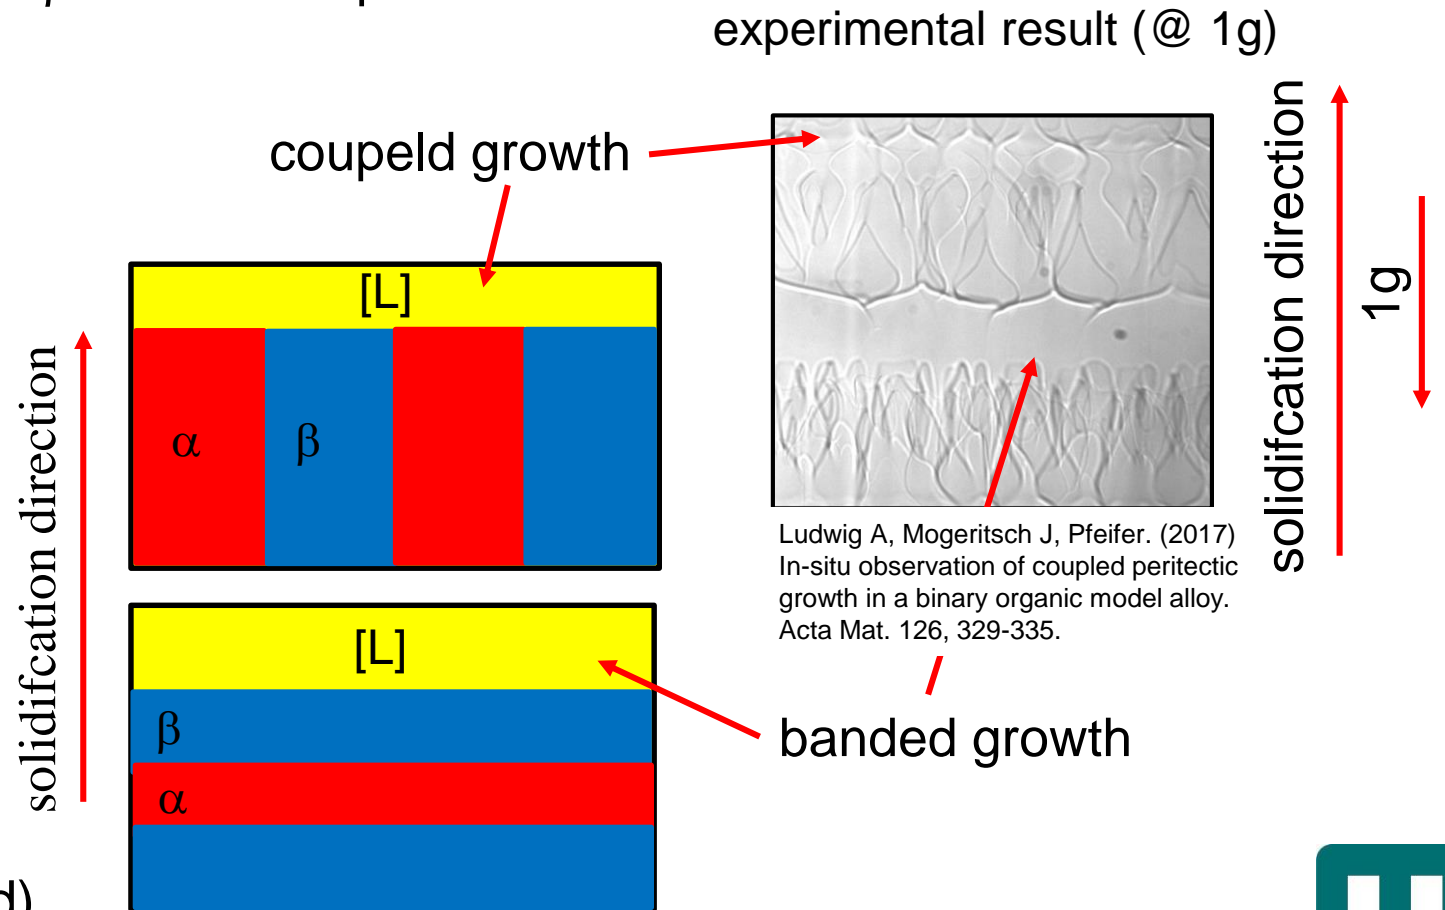 experimental result (@ 1g)
coupeld growth
[L]
α
β
solidifcation direction
[L]
β
α
solidifcation direction
1g
Ludwig A, Mogeritsch J, Pfeifer. (2017)
In-situ observation of coupled peritectic
growth in a binary organic model alloy.
Acta Mat. 126, 329-335.
banded growth
d)